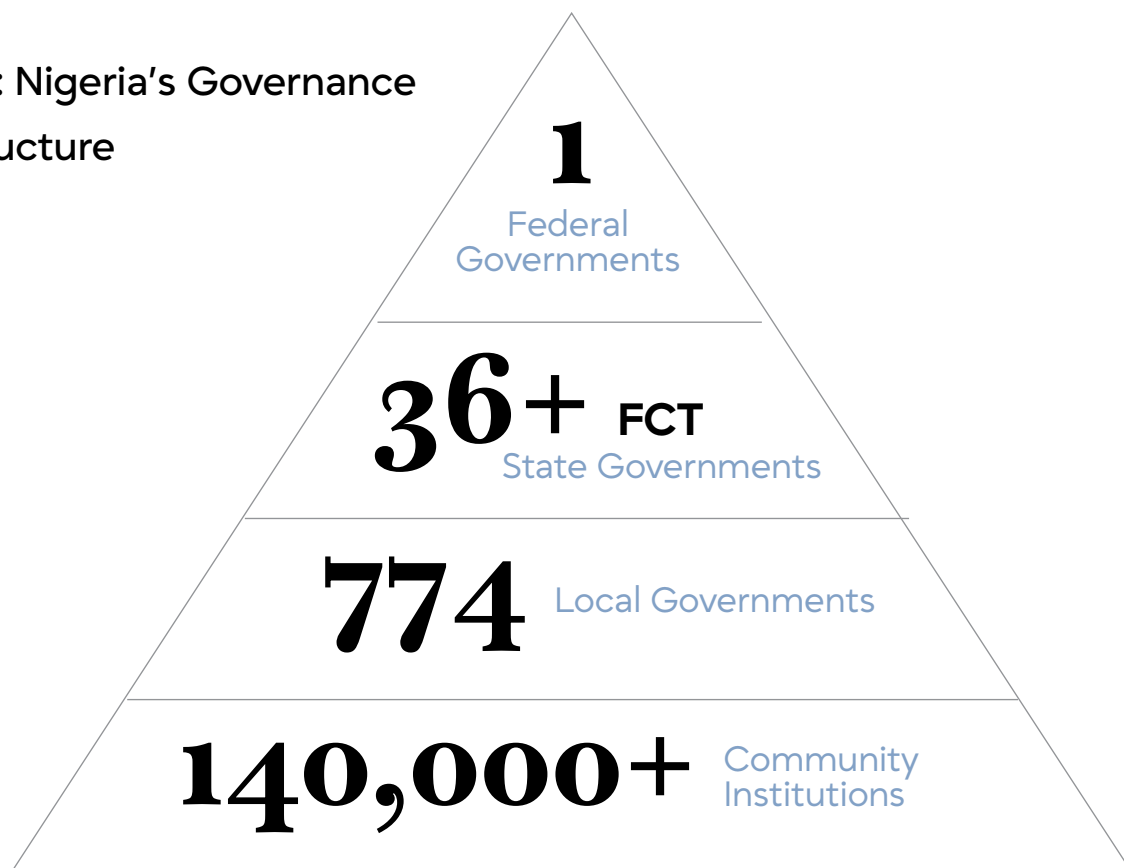 : Nigeria’s Governance
ucture
1
Federal
Governments
36+ FCT
State Governments
774 Local Governments
140,000+ Community
Institutions